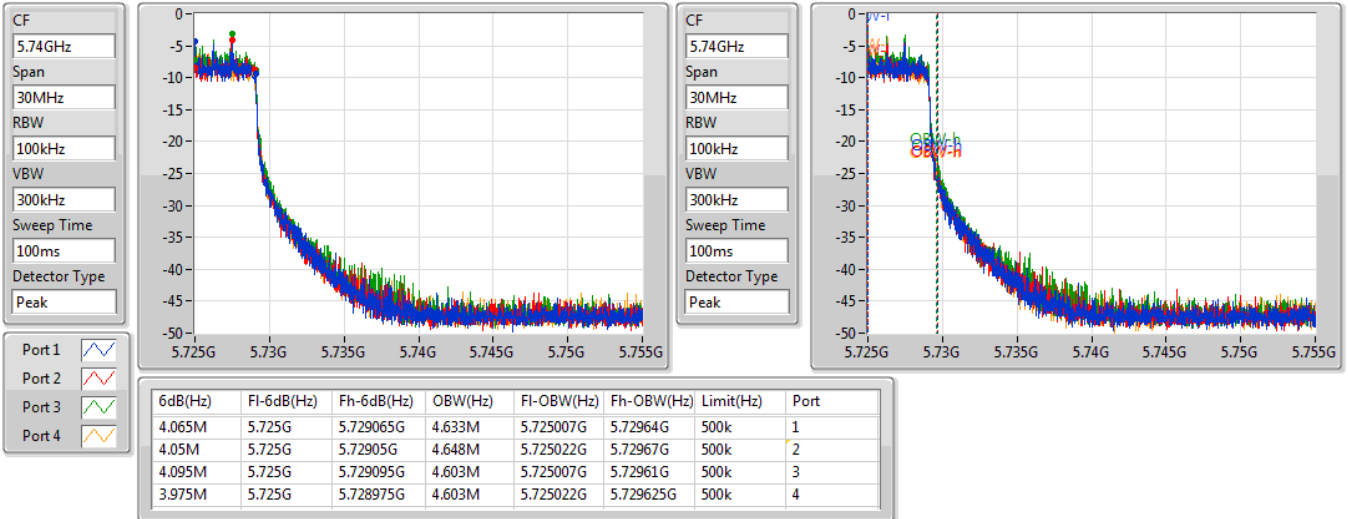 CF
5.74GHz
Span
30MHz
RBW
100kHz
VBW
300kHz
Sweep Time
100ms
Detector Type
Peak
0
-5
-10
-15
-20
-25
-30
-35
-40
-45
-50
5.725G 5.73G 5.735G 5.74G 5.745G 5.75G 5.755G
CF
5.74GHz
Span
30MHz
RBW
100kHz
VBW
300kHz
Sweep Time
100ms
Detector Type
Peak
0
-5
-10
-15
-20
-25
-30
-35
-40
-45
-50
OBW-h
OBW-h
5.725G 5.73G 5.735G 5.74G 5.745G 5.75G 5.755G
Port 1
Port 2
Port 3
Port 4
6dB(Hz) Fl-6dB(Hz) Fh-6dB(Hz) OBW(Hz) Fl-OBW(Hz) Fh-OBW(Hz) Limit(Hz) Port
4.065M 5.725G 5.729065G 4.633M 5.725007G 5.72964G 500k 1
4.05M 5.725G 5.72905G 4.648M 5.725022G 5.72967G 500k 2
4.095M 5.725G 5.729095G 4.603M 5.725007G 5.72961G 500k 3
3.975M 5.725G 5.728975G 4.603M 5.725022G 5.729625G 500k 4